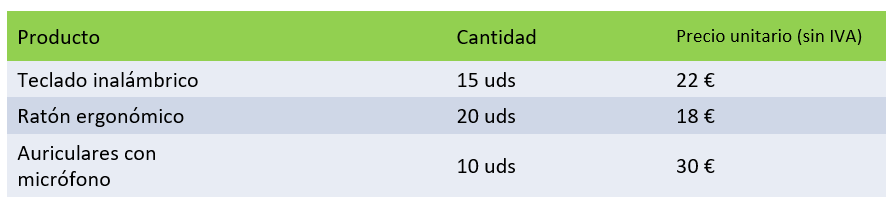 Producto Cantidad Precio unitario (sin IVA)
Teclado inalámbrico 15 uds 22 €
Ratón ergonómico 20 uds 18 €
Auriculares con
micrófono 10 uds 30 €